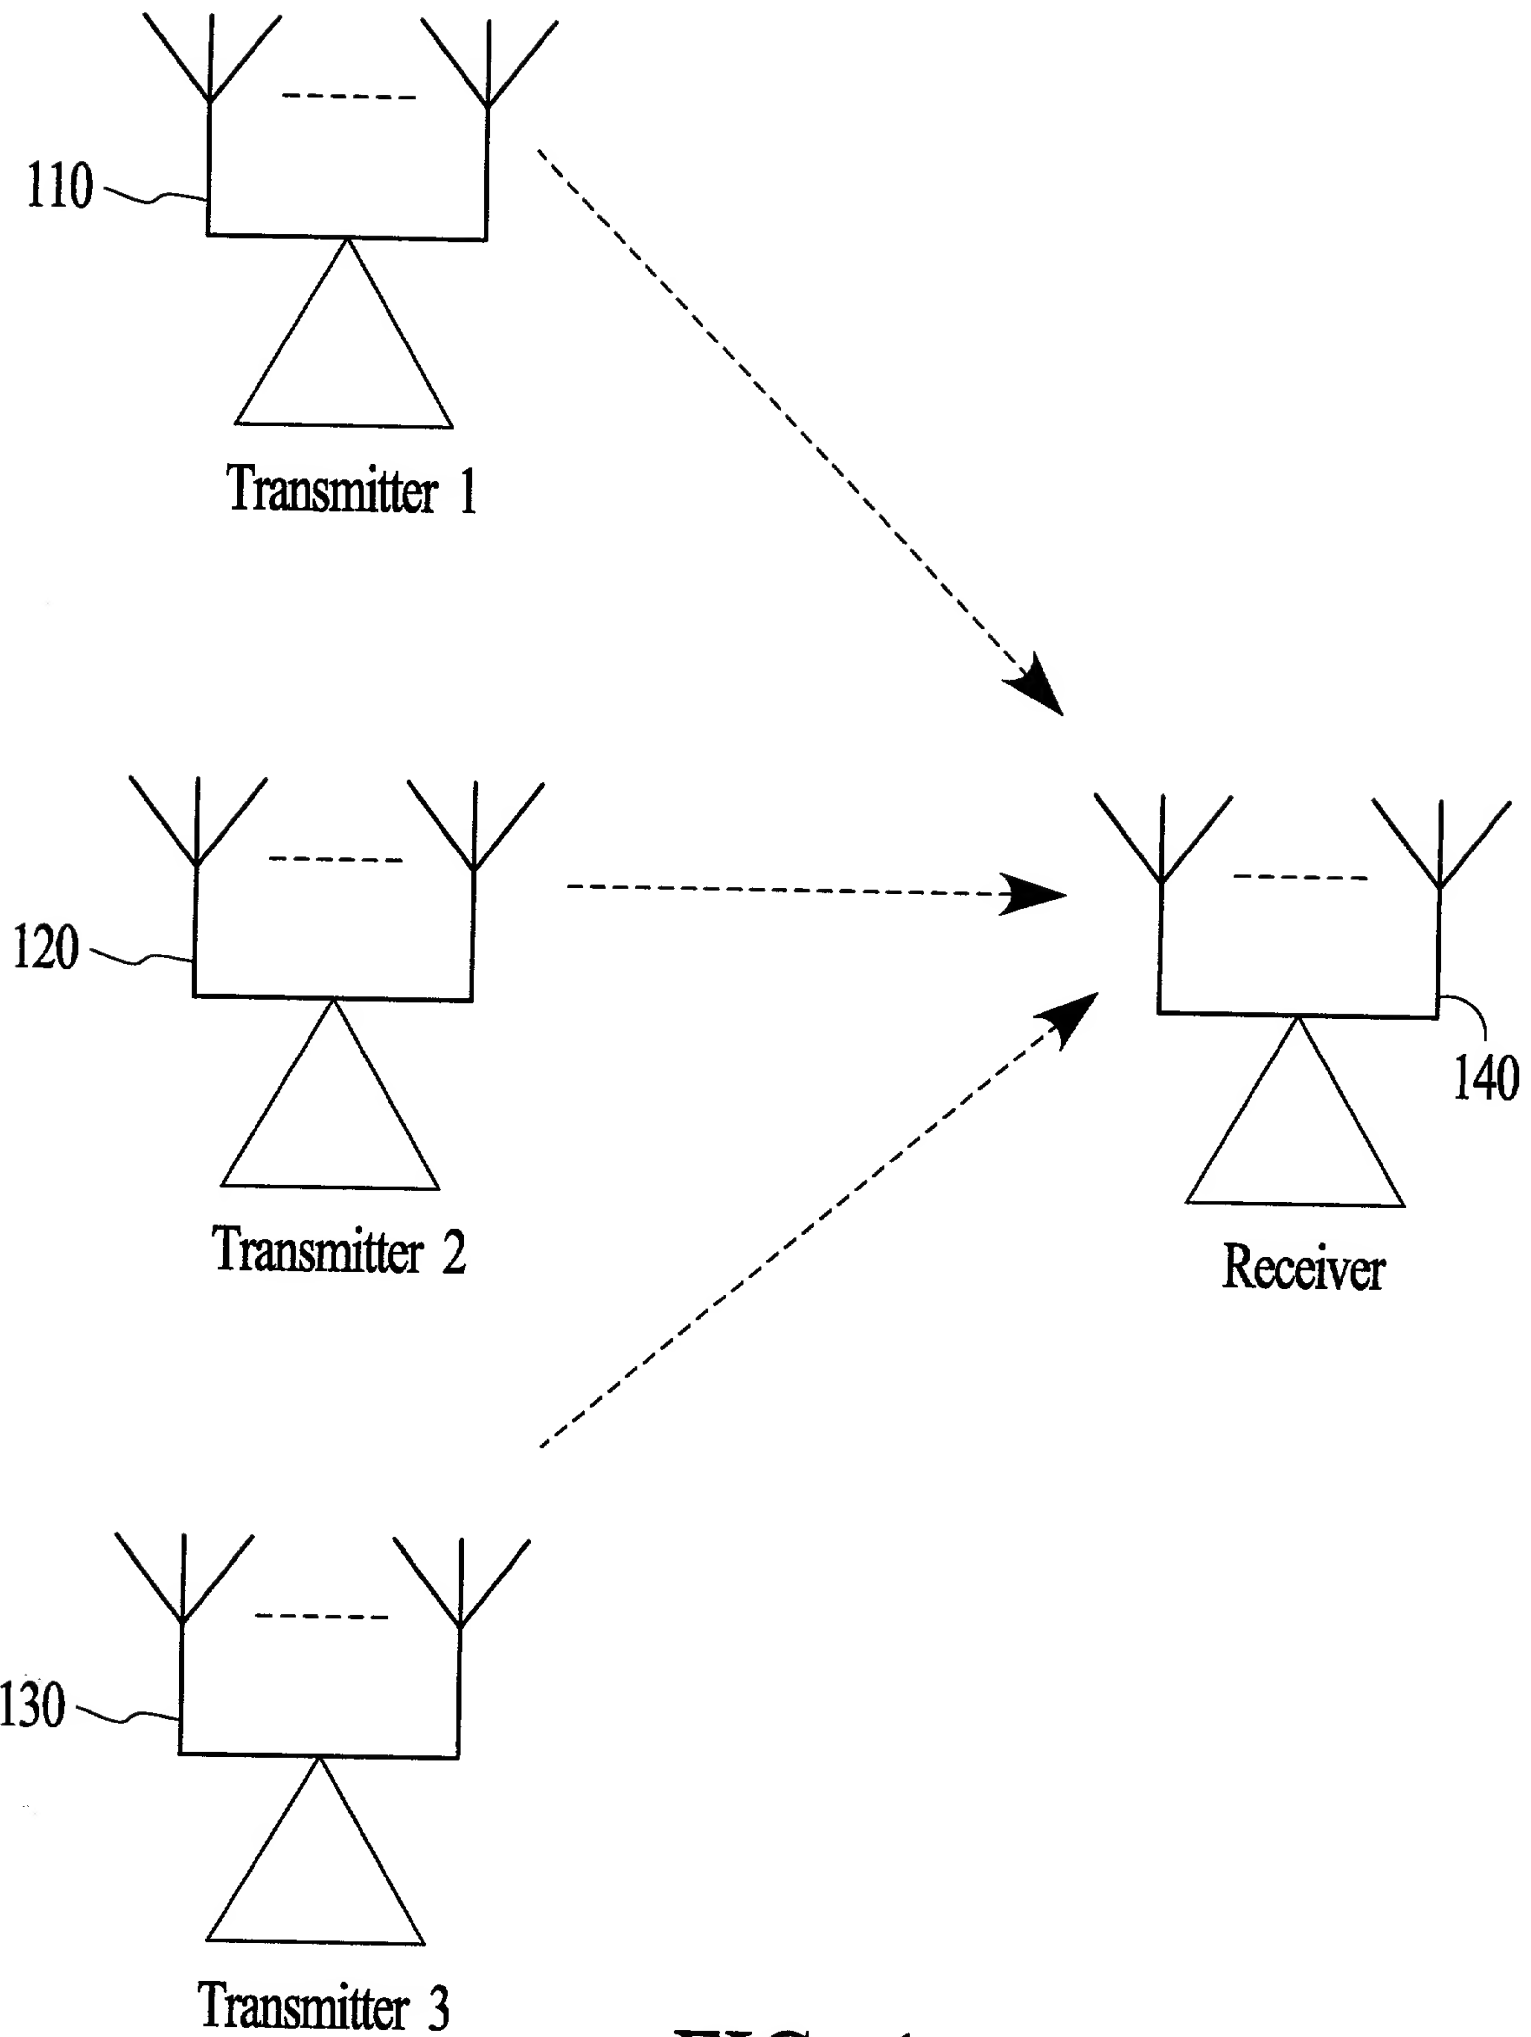 110
Transmitter 1
120
140
Transmitter 2
Receiver
130
Transmitter 3